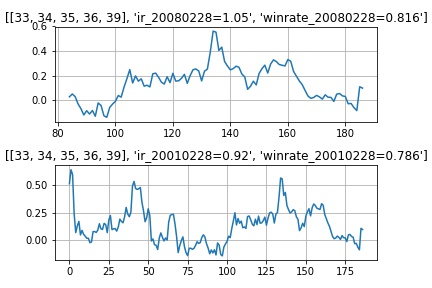 [[33, 34, 35, 36, 39], 'ir_20080228=1.05', 'winrate_20080228=0.816']
0.6
0.4
0.2
0.0
80 100 120 140 160 180
[[33, 34, 35, 36, 39], 'ir_20010228=0.92', 'winrate_20010228=0.786']
0.50
0.25
0.00
0 25 50 75 100 125 150 175